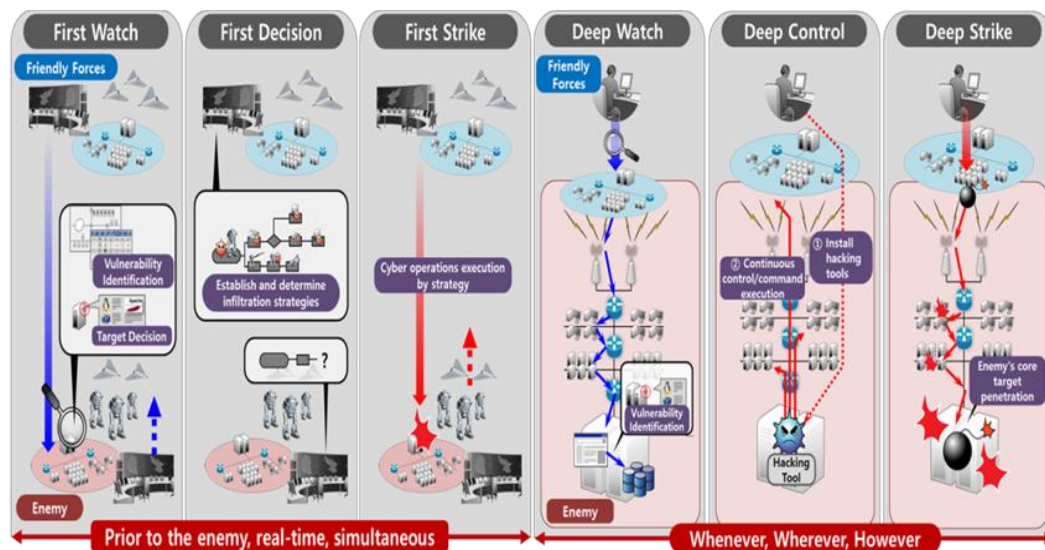 First Watch
First Decision
First Strike
Deep Watch
Deep Control
Deep Strike
Friendly Forces
Friendly
Forces
Vulnerability
Identification
Target Decision
Establish and determine
infiltration strategies
Cyber operations execution
by strategy
?
① Install
hacking
tools
② Continuous
control/command
execution
Vulnerability
Identification
Enemy's core
target
penetration
Hacking
Tool
Enemy
Enemy
Prior to the enemy, real-time, simultaneous
Whenever, Wherever, However